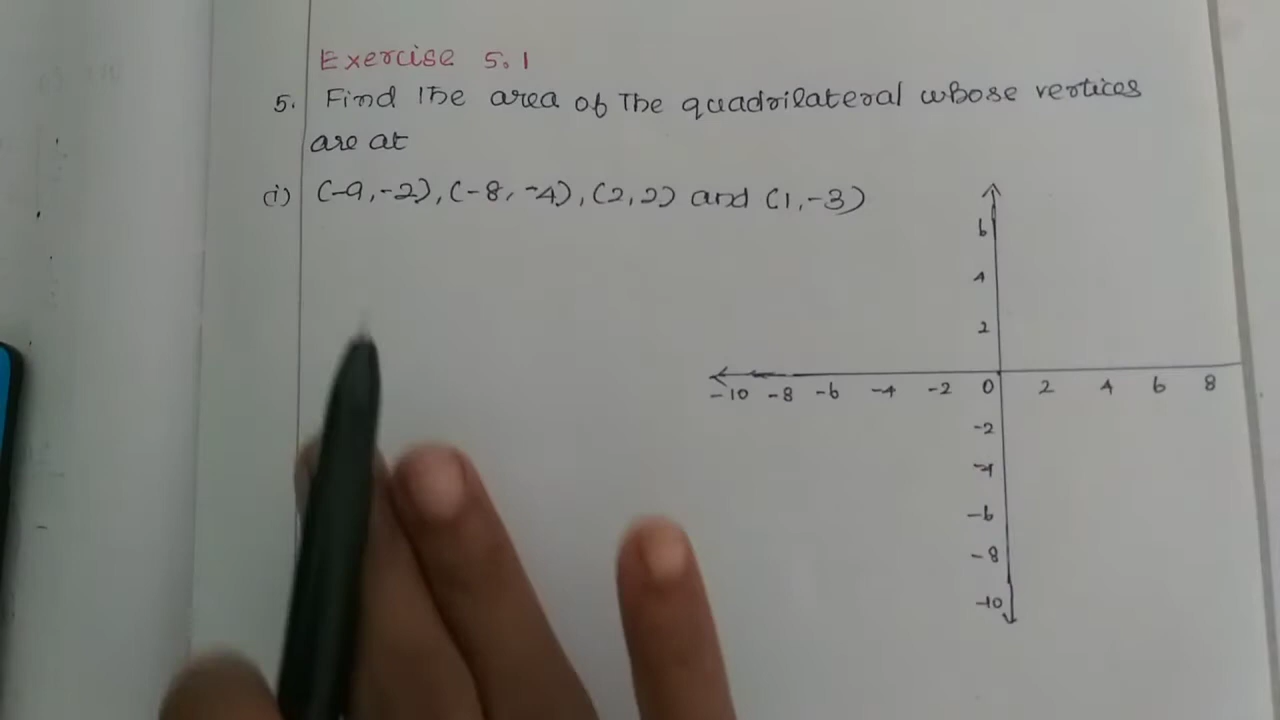 Exercise 5.1
5. Find the area of the quadrilateral whose vertices
are at
(i) (-9,-2), (-8,-4), (2,2) and (1,-3)
6
4
2
-10 -8 -6 -4 -2 0 2 4 6 8
-2
-4
-6
-8
-10